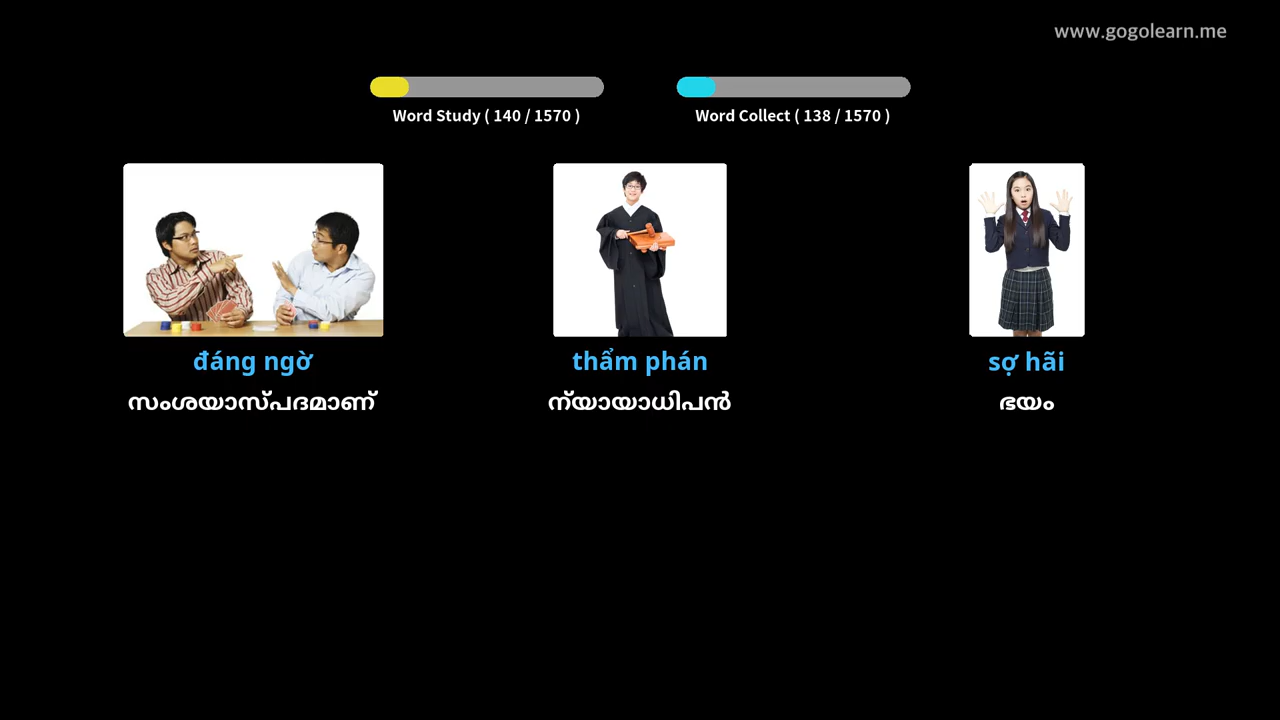 www.gogolearn.me
Word Study ( 140 / 1570 )
Word Collect ( 138 / 1570 )
đáng ngờ
thẩm phán
sợ hãi
സംശയാസ്പദമാണ്
ന്യായാധിപൻ
ഭയം